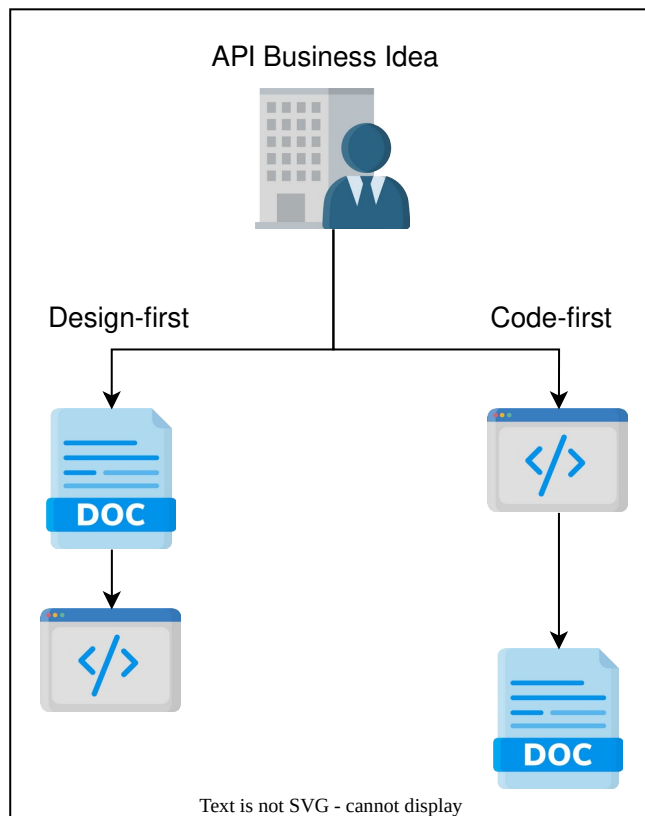 API Business Idea
Design-first
Code-first
DOC
</>
</>
DOC
Text is not SVG - cannot display